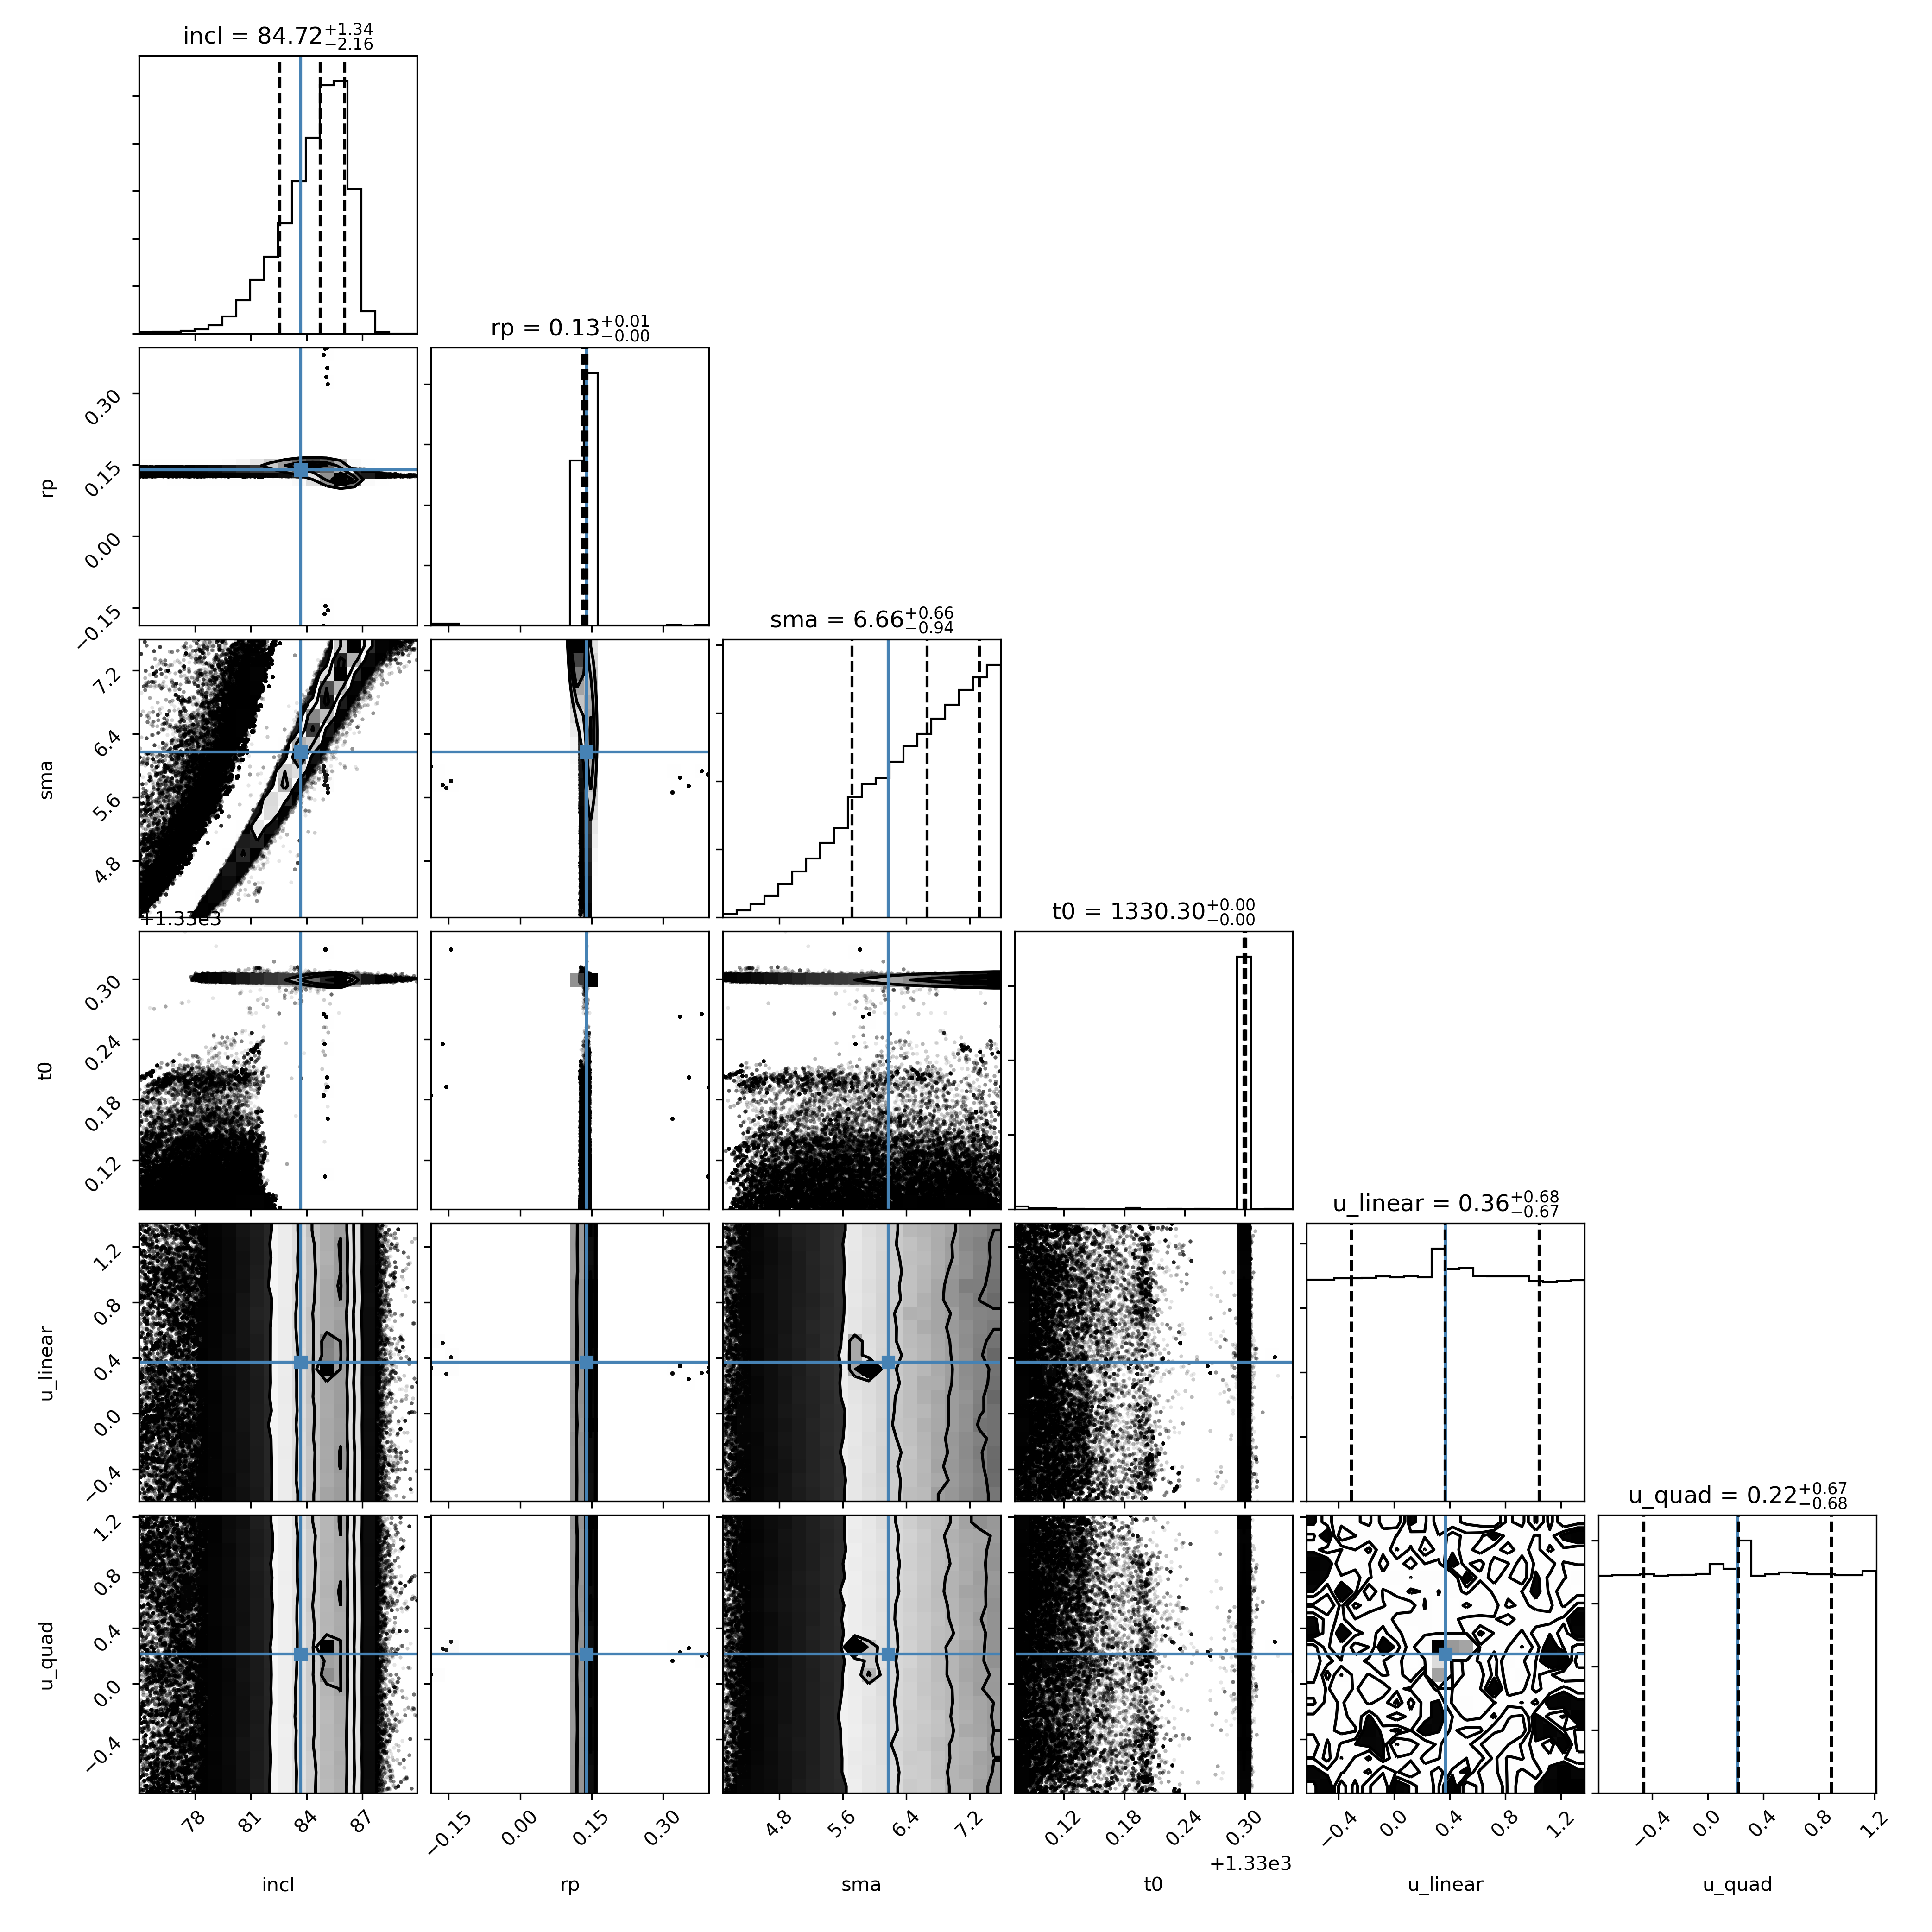 incl = 84.72 +1.34 −2.16
rp = 0.13 +0.01 −0.00
0.30
0.15
0.00
−0.15
rp
sma = 6.66 +0.66 −0.94
7.2
6.4
5.6
4.8
sma
+1.33e3
t0 = 1330.30 +0.00 −0.00
0.30
0.24
0.18
0.12
t0
u_linear = 0.36 +0.68 −0.67
1.2
0.8
0.4
0.0
−0.4
u_linear
u_quad = 0.22 +0.67 −0.68
1.2
0.8
0.4
0.0
−0.4
u_quad
78 81 84 87
−0.15 0.00 0.15 0.30
4.8 5.6 6.4 7.2
0.12 0.18 0.24 0.30
−0.4 0.0 0.4 0.8 1.2
−0.4 0.0 0.4 0.8 1.2
+1.33e3
incl rp sma t0 u_linear u_quad